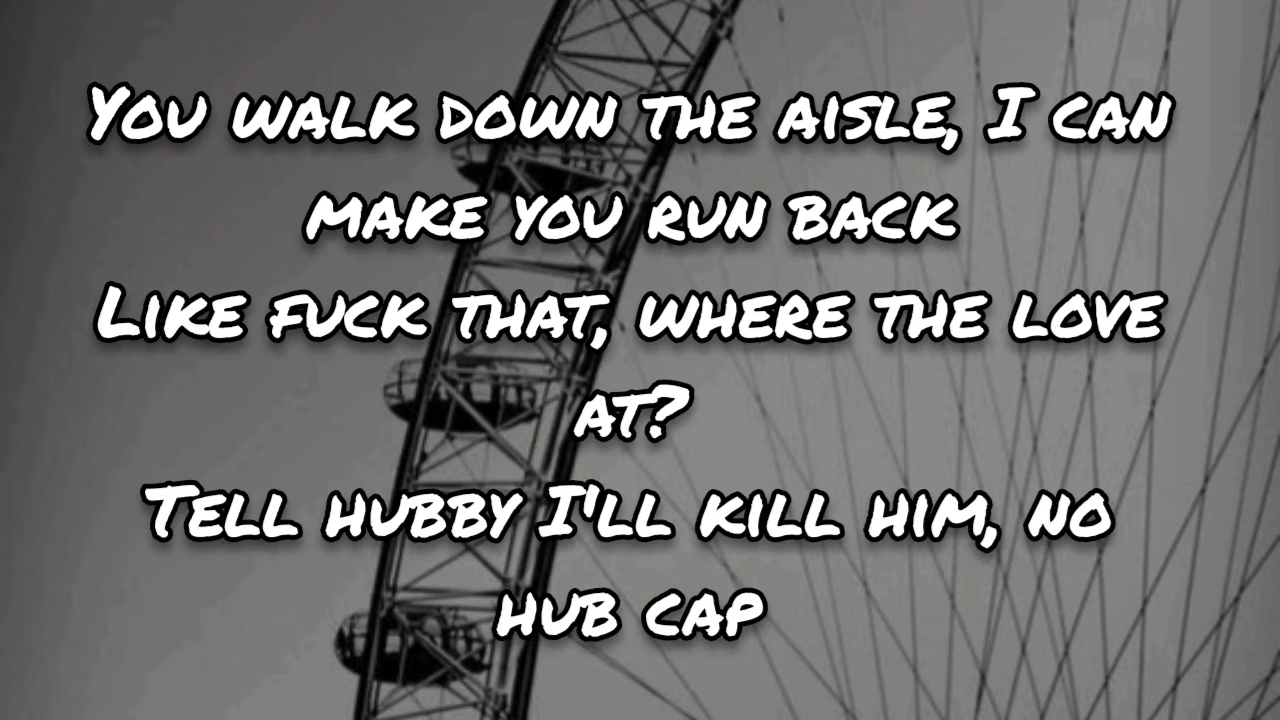 You walk down the aisle, I can
make you run back
Like fuck that, where the love
at?
Tell hubby I'll kill him, no
hub cap